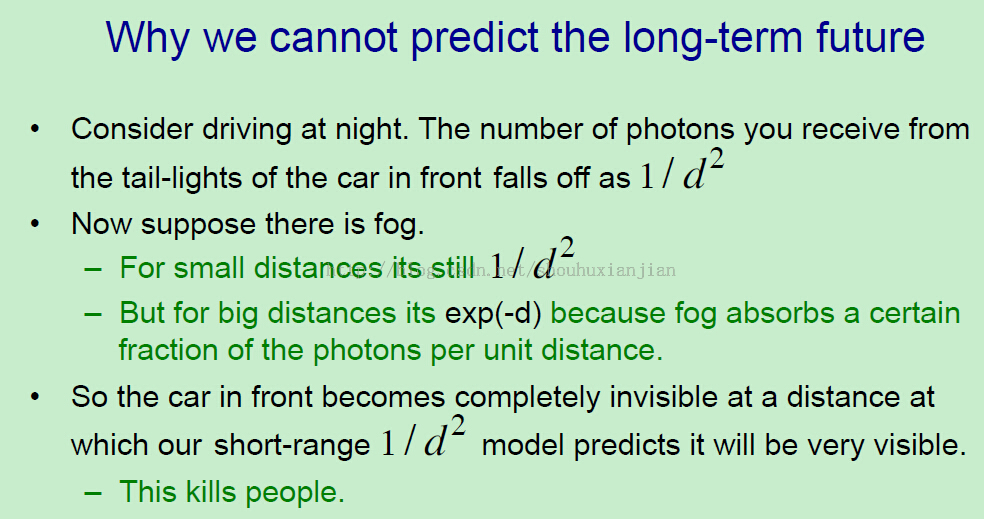 Why we cannot predict the long-term future
• Consider driving at night. The number of photons you receive from
the tail-lights of the car in front falls off as 1/d²
• Now suppose there is fog.
– For small distances its still 1/d²
http://blog.csdn.net/shouhuxianjian
– But for big distances its exp(-d) because fog absorbs a certain
fraction of the photons per unit distance.
• So the car in front becomes completely invisible at a distance at
which our short-range 1/d² model predicts it will be very visible.
– This kills people.